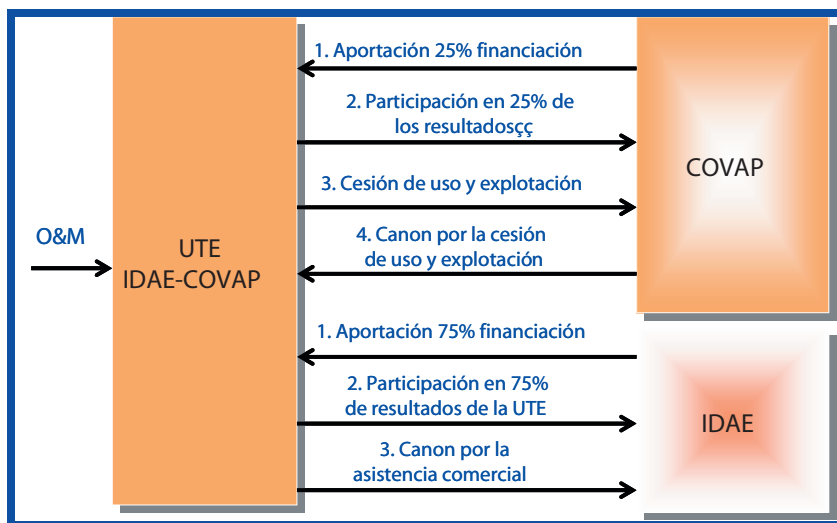 1. Aportación 25% financiación
2. Participación en 25% de
los resultadosçç
COVAP
3. Cesión de uso y explotación
O&M
UTE
IDAE-COVAP
4. Canon por la cesión
de uso y explotación
1. Aportación 75% financiación
2. Participación en 75%
de resultados de la UTE
IDAE
3. Canon por la
asistencia comercial